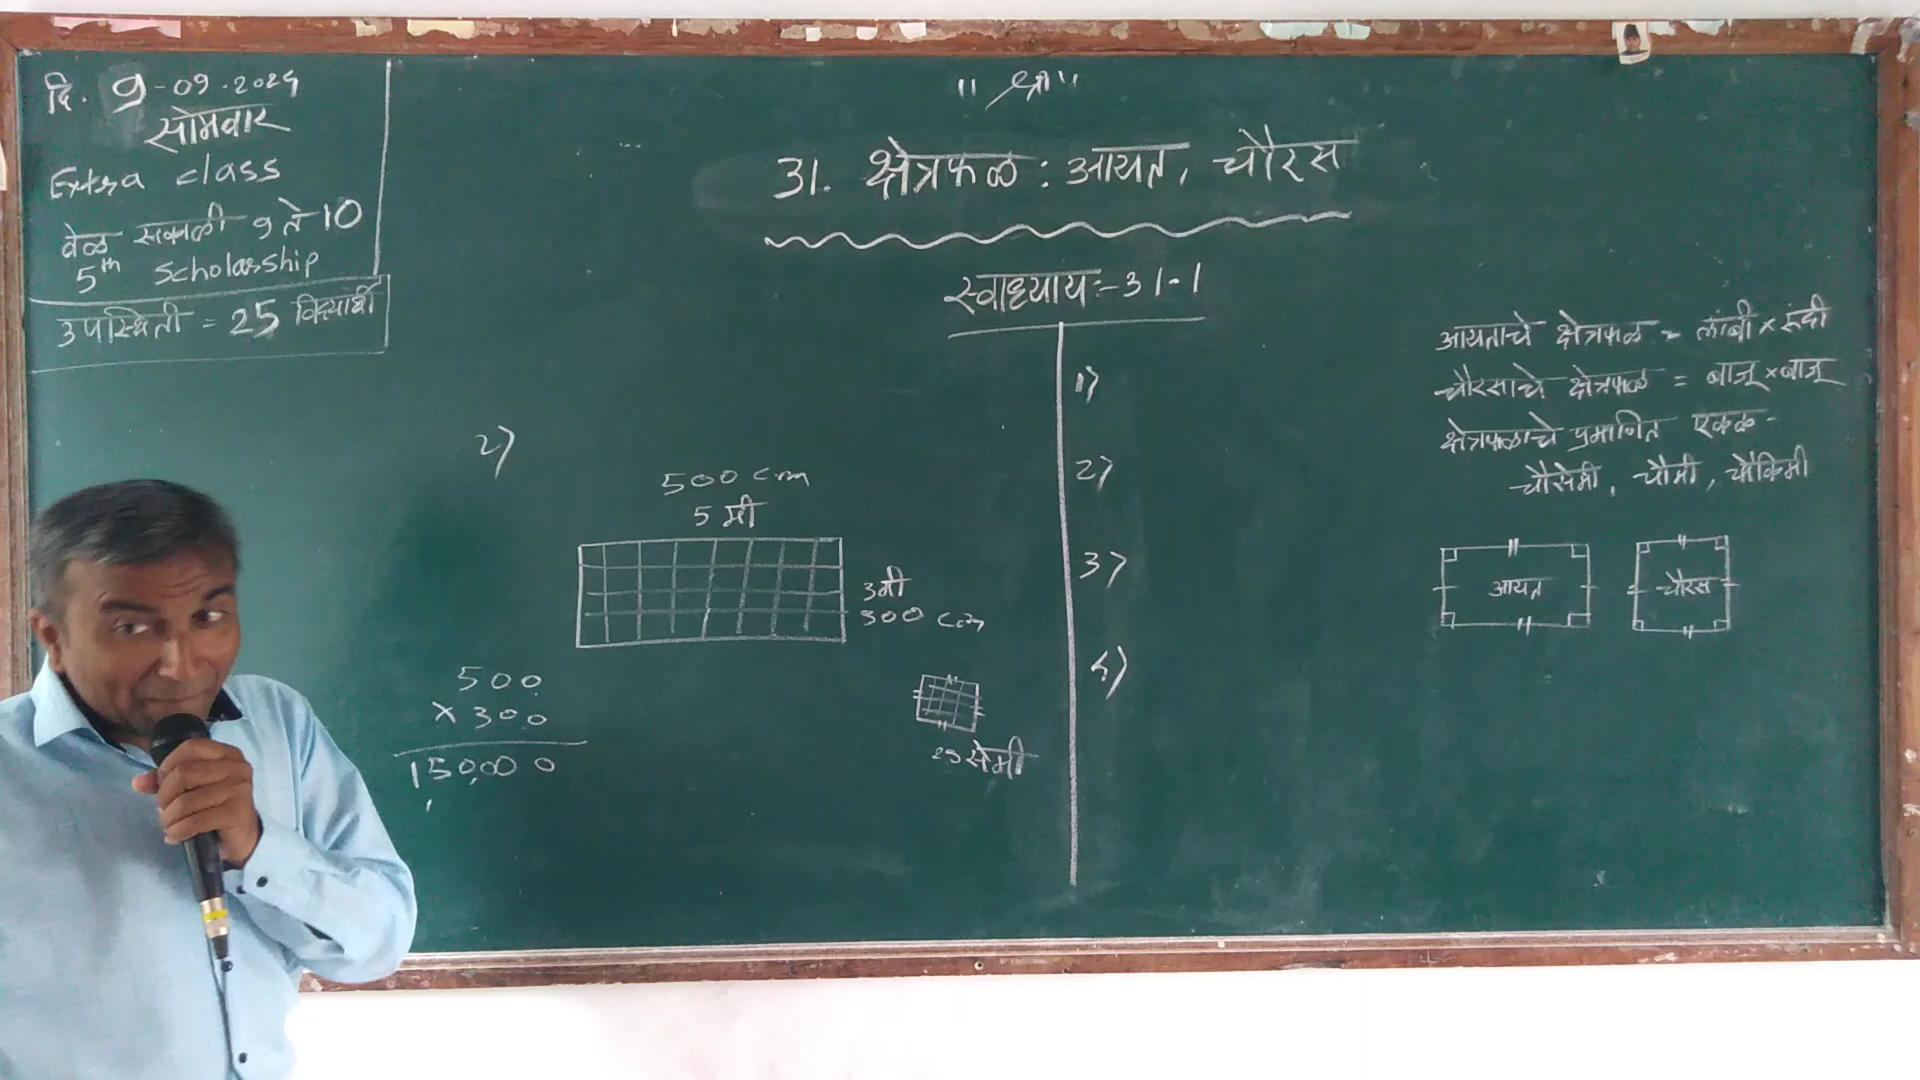 दि. 9-09-2024
सोमवार
Extra class
वेळ सकाळी 9 ते 10
5th Scholarship
उपस्थिती = 25 विद्यार्थी
"श्री"
31. क्षेत्रफळ : आयत, चौरस
स्वाध्याय:- 31.1
2)
500 cm
5 मी
3मी
300 cm
500
× 300
150000
25 सेमी
1)
2)
3)
4)
आयताचे क्षेत्रफळ = लांबी × रुंदी
चौरसाचे क्षेत्रफळ = बाजू × बाजू
क्षेत्रफळाचे प्रमाणित एकक -
चौसेमी, चौमी, चौकिमी
आयत
चौरस